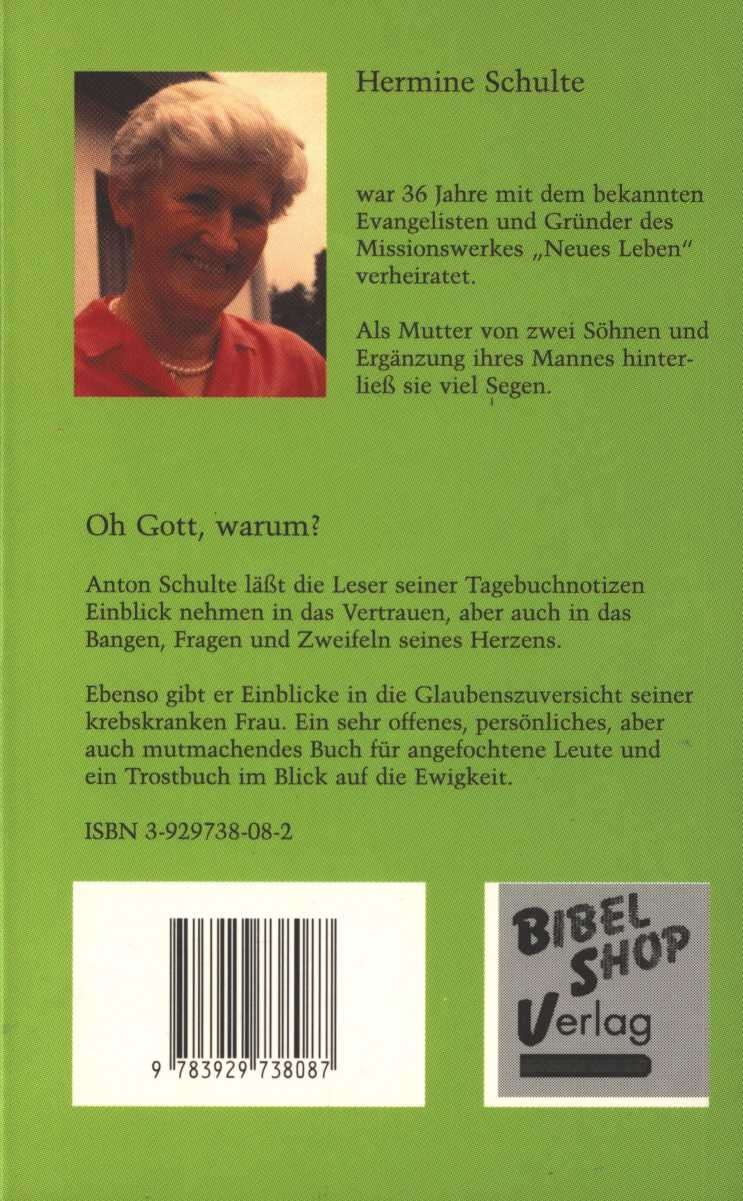 Hermine Schulte
war 36 Jahre mit dem bekannten
Evangelisten und Gründer des
Missionswerkes „Neues Leben“
verheiratet.
Als Mutter von zwei Söhnen und
Ergänzung ihres Mannes hinter-
ließ sie viel Segen.
Oh Gott, warum?
Anton Schulte läßt die Leser seiner Tagebuchnotizen
Einblick nehmen in das Vertrauen, aber auch in das
Bangen, Fragen und Zweifeln seines Herzens.
Ebenso gibt er Einblicke in die Glaubenszuversicht seiner
krebskranken Frau. Ein sehr offenes, persönliches, aber
auch mutmachendes Buch für angefochtene Leute und
ein Trostbuch im Blick auf die Ewigkeit.
ISBN 3-929738-08-2
9 783929 738087
BIBEL
SHOP
Verlag